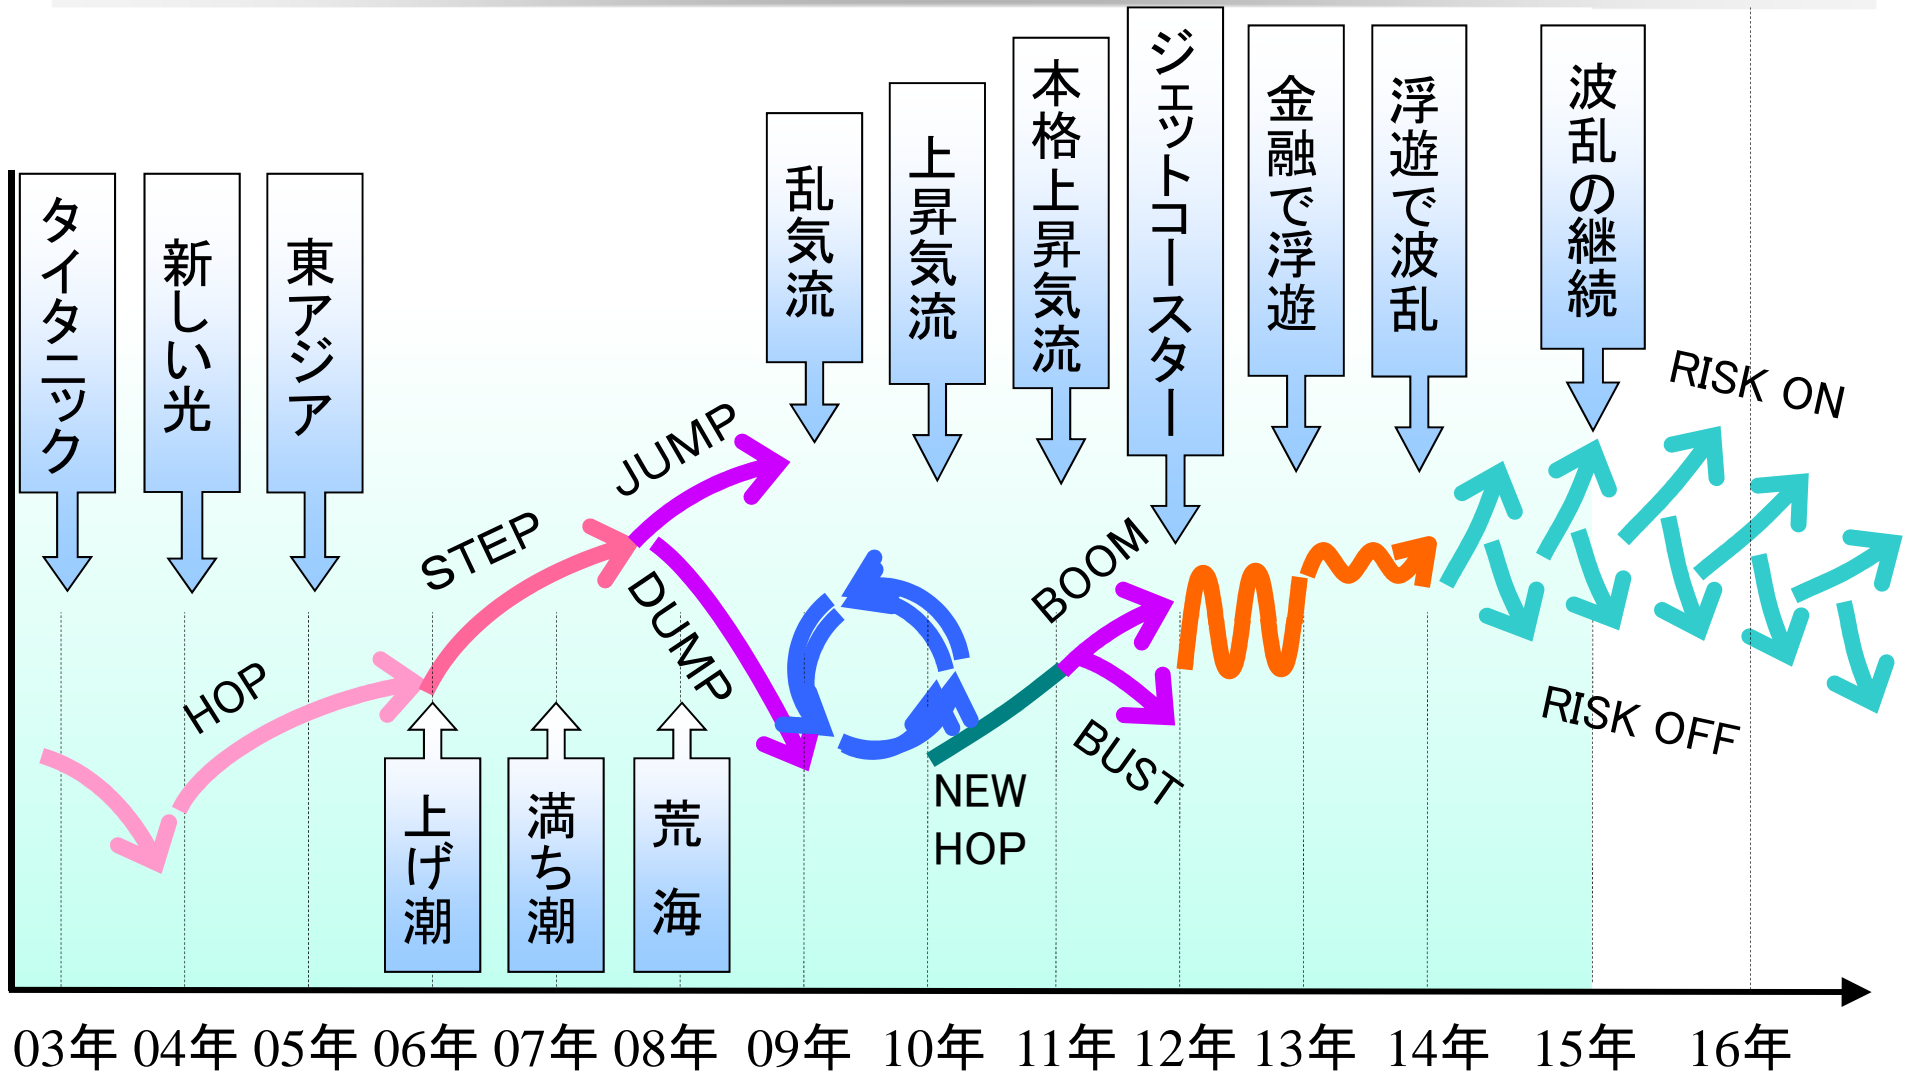 タイタニック
新しい光
東アジア
乱気流
上昇気流
本格上昇気流
ジェットコースター
金融で浮遊
浮遊で波乱
波乱の継続
RISK ON
JUMP
STEP
DUMP
BOOM
HOP
RISK OFF
BUST
NEW
HOP
上げ潮
満ち潮
荒海
03年 04年 05年 06年 07年 08年 09年 10年 11年 12年 13年 14年 15年 16年